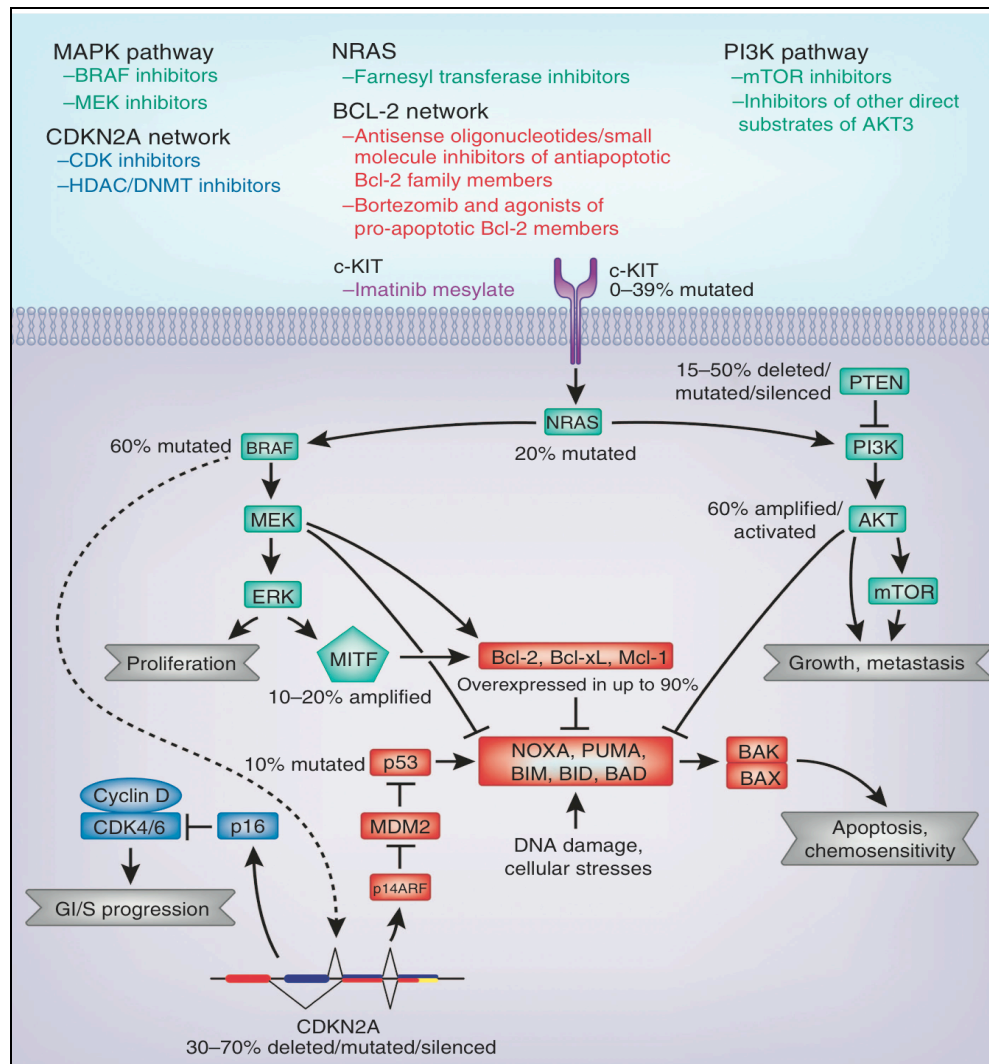 MAPK pathway
–BRAF inhibitors
–MEK inhibitors
CDKN2A network
–CDK inhibitors
–HDAC/DNMT inhibitors
NRAS
–Farnesyl transferase inhibitors
BCL-2 network
–Antisense oligonucleotides/small
molecule inhibitors of antiapoptotic
Bcl-2 family members
–Bortezomib and agonists of
pro-apoptotic Bcl-2 members
c-KIT
–Imatinib mesylate
PI3K pathway
–mTOR inhibitors
–Inhibitors of other direct
substrates of AKT3
c-KIT
0–39% mutated
15–50% deleted/
mutated/silenced
PTEN
NRAS
20% mutated
60% mutated
BRAF
PI3K
MEK
60% amplified/
activated
AKT
ERK
mTOR
Proliferation
MITF
10–20% amplified
Bcl-2, Bcl-xL, Mcl-1
Overexpressed in up to 90%
Growth, metastasis
10% mutated
p53
NOXA, PUMA,
BIM, BID, BAD
BAK
BAX
Cyclin D
CDK4/6
p16
MDM2
DNA damage,
cellular stresses
Apoptosis,
chemosensitivity
p14ARF
GI/S progression
CDKN2A
30–70% deleted/mutated/silenced